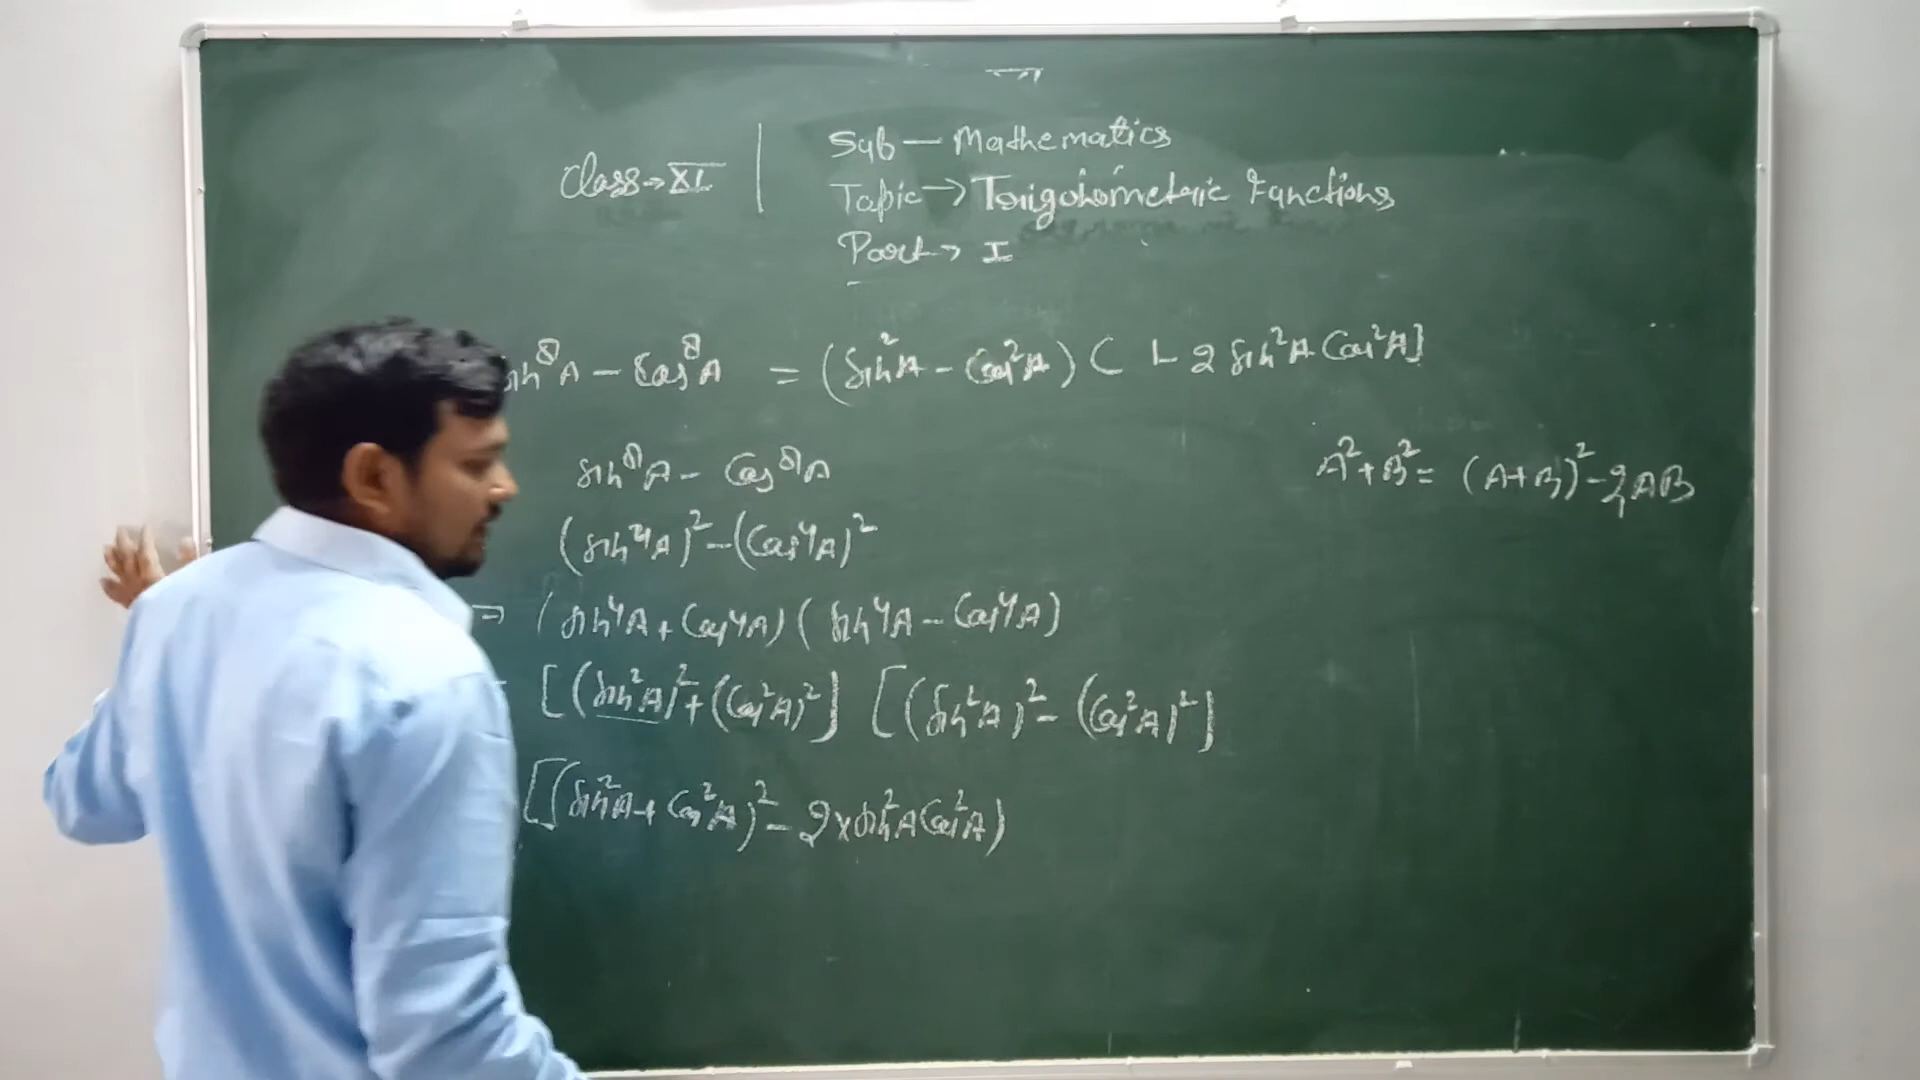 Class→XI
Sub — Mathematics
Topic → Trigonometric Functions
Part → I
sin⁸A - Cos⁸A = (sin²A - Cos²A) ( 1-2 sin²A Cos²A]
sin⁸A - Cos⁸A
A²+B² = (A+B)² - 2AB
(sin⁴A)² - (Cos⁴A)²
= (sin⁴A + Cos⁴A) (sin⁴A - Cos⁴A)
[(sin²A)² + (Cos²A)²] [(sin²A)² - (Cos²A)²]
[(sin²A + Cos²A)² - 2 x sin²A Cos²A)